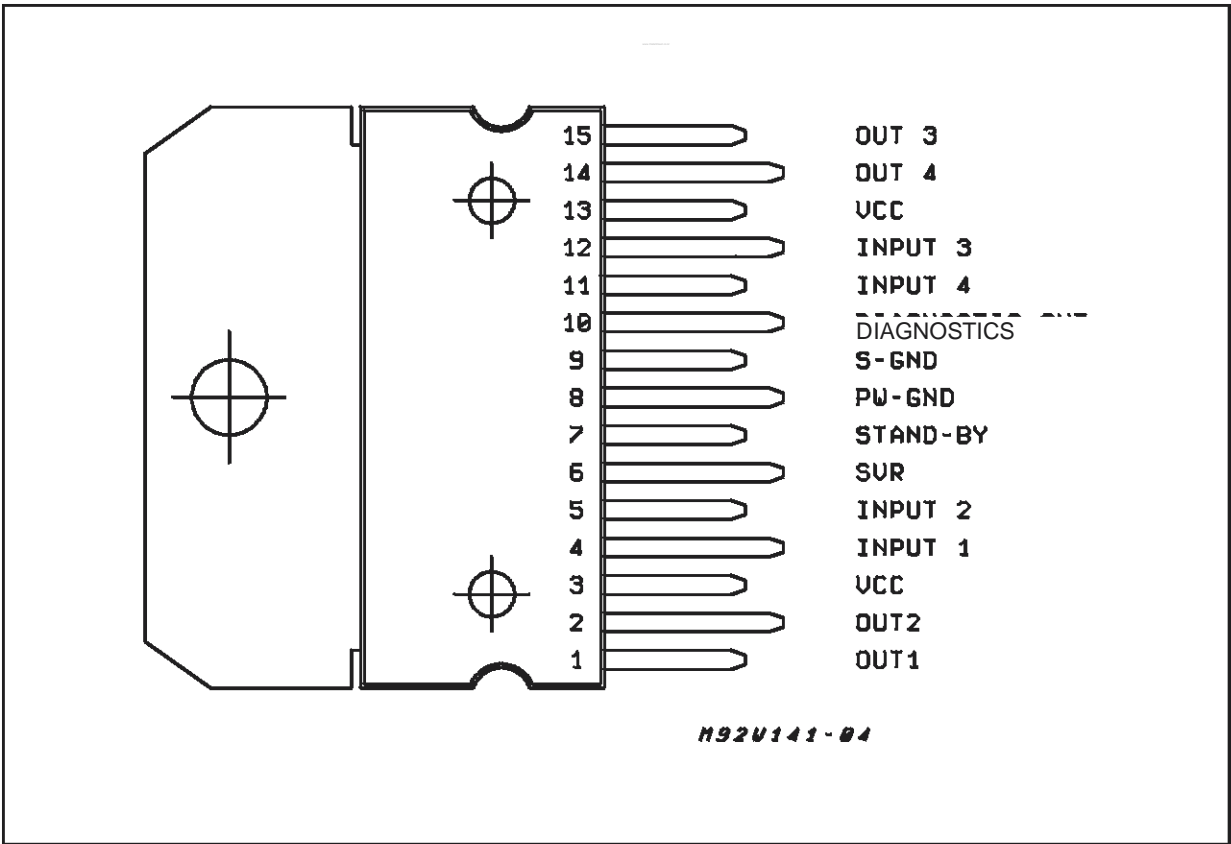 15 OUT 3
14 OUT 4
13 VCC
12 INPUT 3
11 INPUT 4
10 DIAGNOSTICS
9 S-GND
8 PW-GND
7 STAND-BY
6 SVR
5 INPUT 2
4 INPUT 1
3 VCC
2 OUT2
1 OUT1
M92V141-04